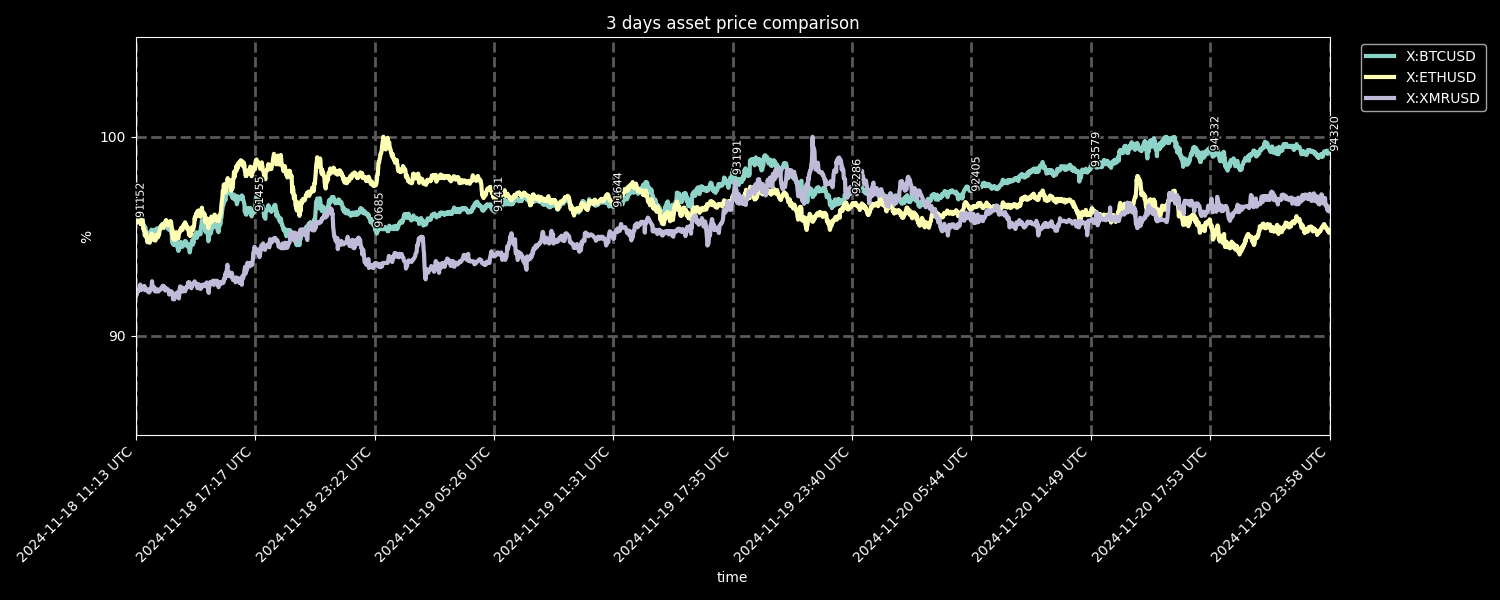 3 days asset price comparison
X:BTCUSD
X:ETHUSD
X:XMRUSD
100
90
%
91152
91455
90685
91431
91644
93191
92286
92405
93579
94332
94320
2024-11-18 11:13 UTC
2024-11-18 17:17 UTC
2024-11-18 23:22 UTC
2024-11-19 05:26 UTC
2024-11-19 11:31 UTC
2024-11-19 17:35 UTC
2024-11-19 23:40 UTC
2024-11-20 05:44 UTC
2024-11-20 11:49 UTC
2024-11-20 17:53 UTC
2024-11-20 23:58 UTC
time